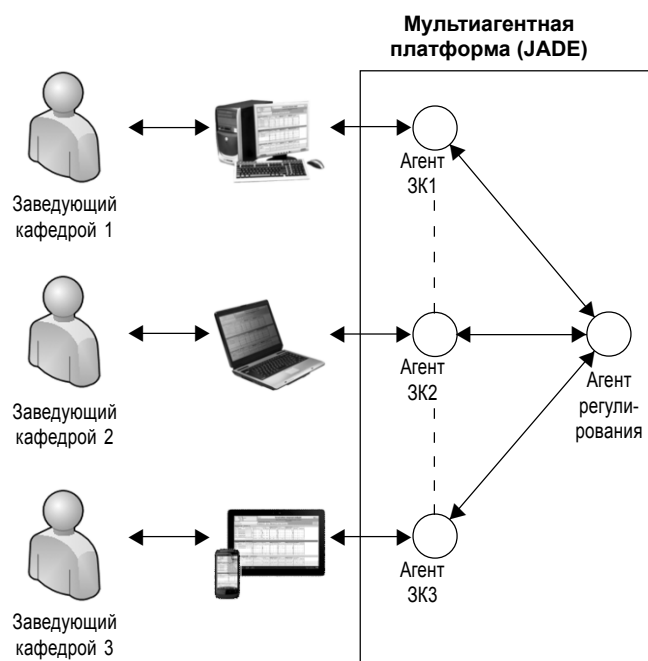 Мультиагентная
платформа (JADE)
Агент
ЗК1
Заведующий
кафедрой 1
Агент
ЗК2
Агент
регули-
рования
Заведующий
кафедрой 2
Агент
ЗК3
Заведующий
кафедрой 3